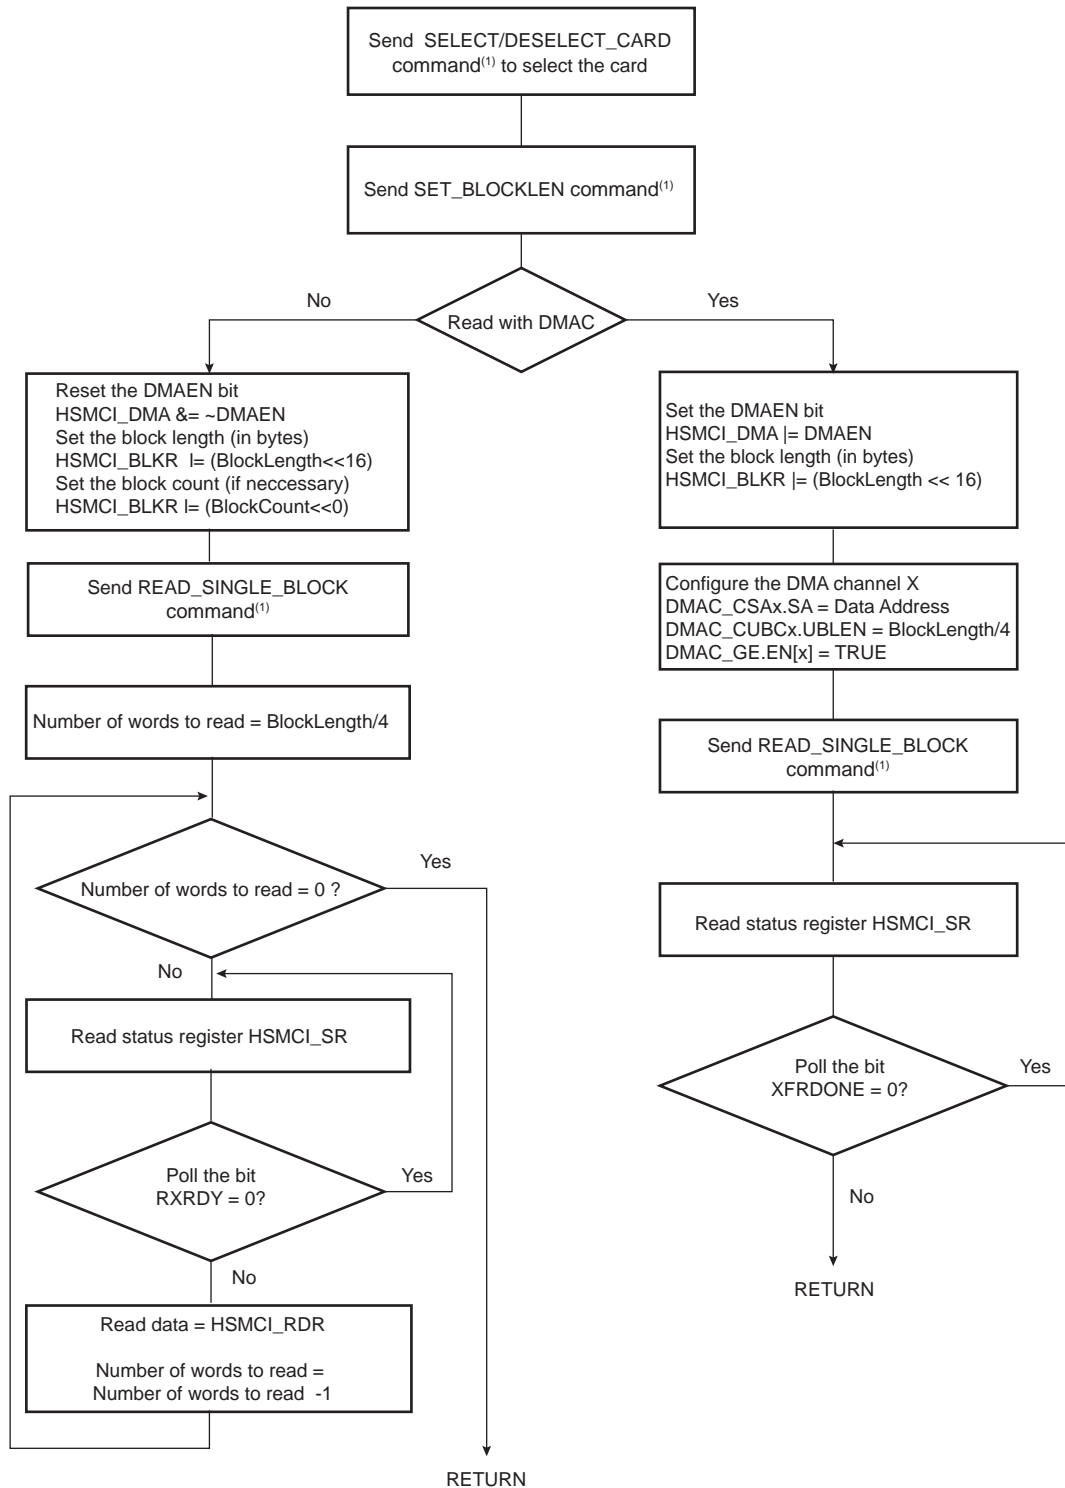 Send SELECT/DESELECT_CARD
command(1) to select the card
Send SET_BLOCKLEN command(1)
No
Yes
Read with DMAC
Reset the DMAEN bit
HSMCI_DMA &= ~DMAEN
Set the block length (in bytes)
HSMCI_BLKR l= (BlockLength<<16)
Set the block count (if neccessary)
HSMCI_BLKR l= (BlockCount<<0)
Send READ_SINGLE_BLOCK
command(1)
Number of words to read = BlockLength/4
Number of words to read = 0 ?
Yes
No
Read status register HSMCI_SR
Poll the bit
RXRDY = 0?
Yes
No
Read data = HSMCI_RDR
Number of words to read =
Number of words to read -1
RETURN
Set the DMAEN bit
HSMCI_DMA |= DMAEN
Set the block length (in bytes)
HSMCI_BLKR |= (BlockLength << 16)
Configure the DMA channel X
DMAC_CSAx.SA = Data Address
DMAC_CUBCx.UBLEN = BlockLength/4
DMAC_GE.EN[x] = TRUE
Send READ_SINGLE_BLOCK
command(1)
Read status register HSMCI_SR
Poll the bit
XFRDONE = 0?
Yes
No
RETURN